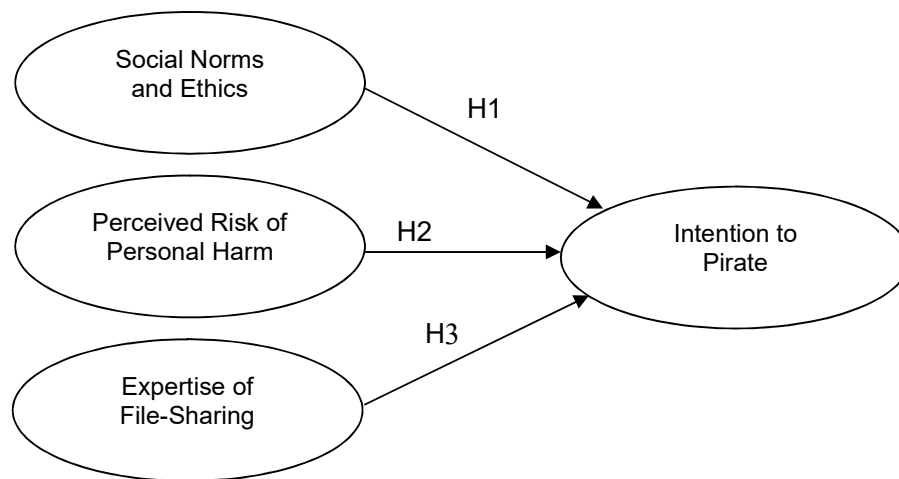 Social Norms
and Ethics
H1
Perceived Risk of
Personal Harm
H2
Intention to
Pirate
H3
Expertise of
File-Sharing